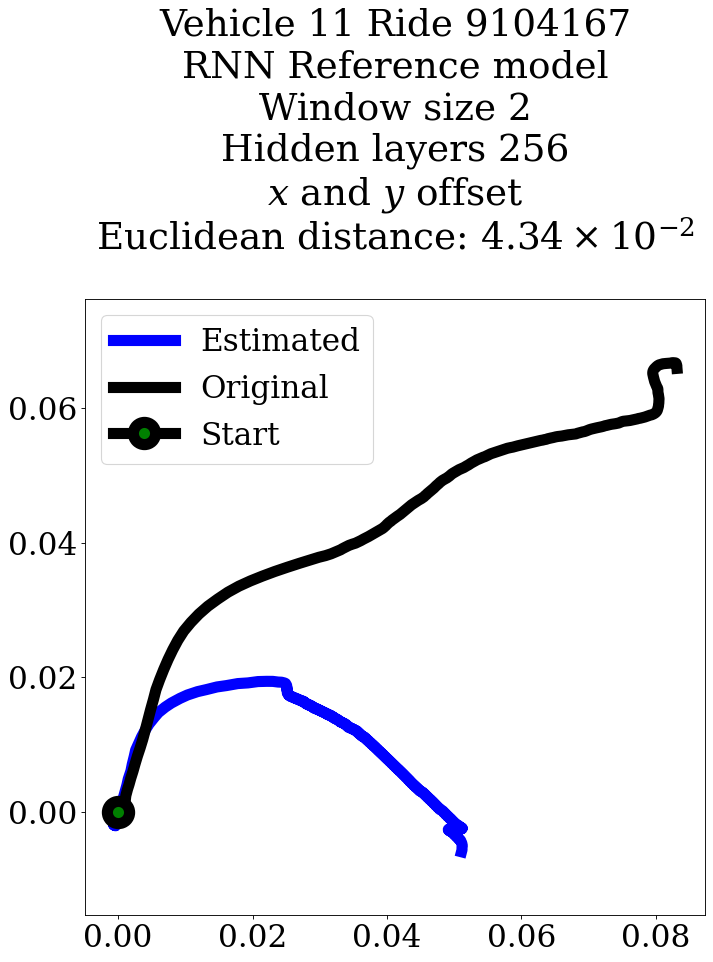 Vehicle 11 Ride 9104167
RNN Reference model
Window size 2
Hidden layers 256
x and y offset
Euclidean distance: 4.34 × 10⁻²
Estimated
Original
Start
0.06
0.04
0.02
0.00
0.00 0.02 0.04 0.06 0.08